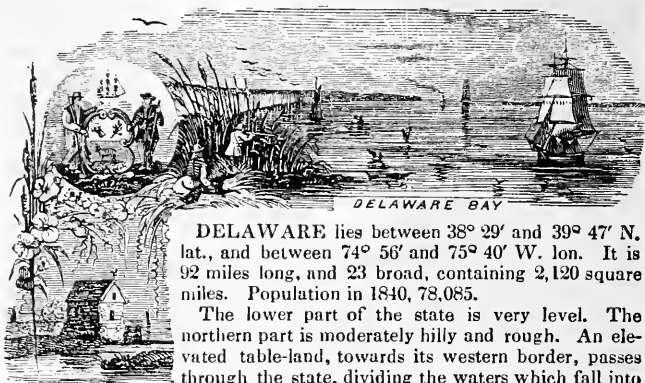 DELAWARE BAY
DELAWARE lies between 38° 29′ and 39° 47′ N.
lat., and between 74° 56′ and 75° 40′ W. lon. It is
92 miles long, and 23 broad, containing 2,120 square
miles. Population in 1840, 78,085.
The lower part of the state is very level. The
northern part is moderately hilly and rough. An ele-
vated table-land, towards its western border, passes
through the state, dividing the waters which fall into